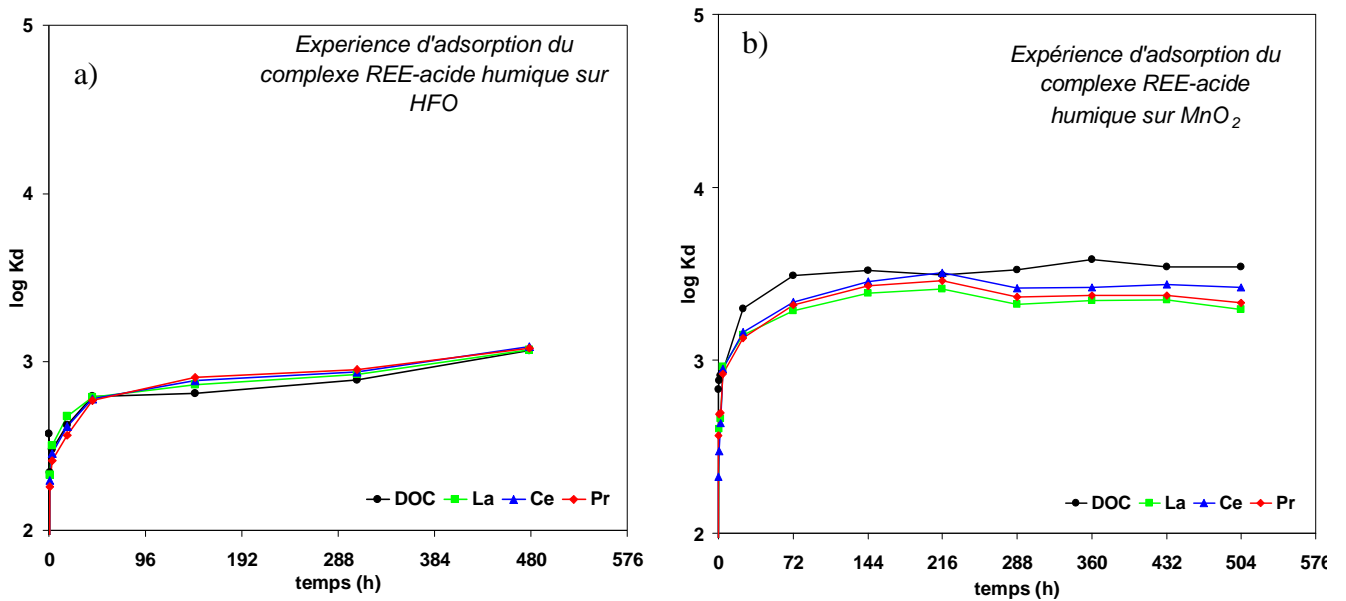 a)
Experience d'adsorption du
complexe REE-acide humique sur
HFO
5
4
3
2
log Kd
0 96 192 288 384 480 576
temps (h)
DOC La Ce Pr
b)
Expérience d'adsorption du
complexe REE-acide
humique sur MnO2
5
4
3
2
log Kd
0 72 144 216 288 360 432 504 576
temps (h)
DOC La Ce Pr